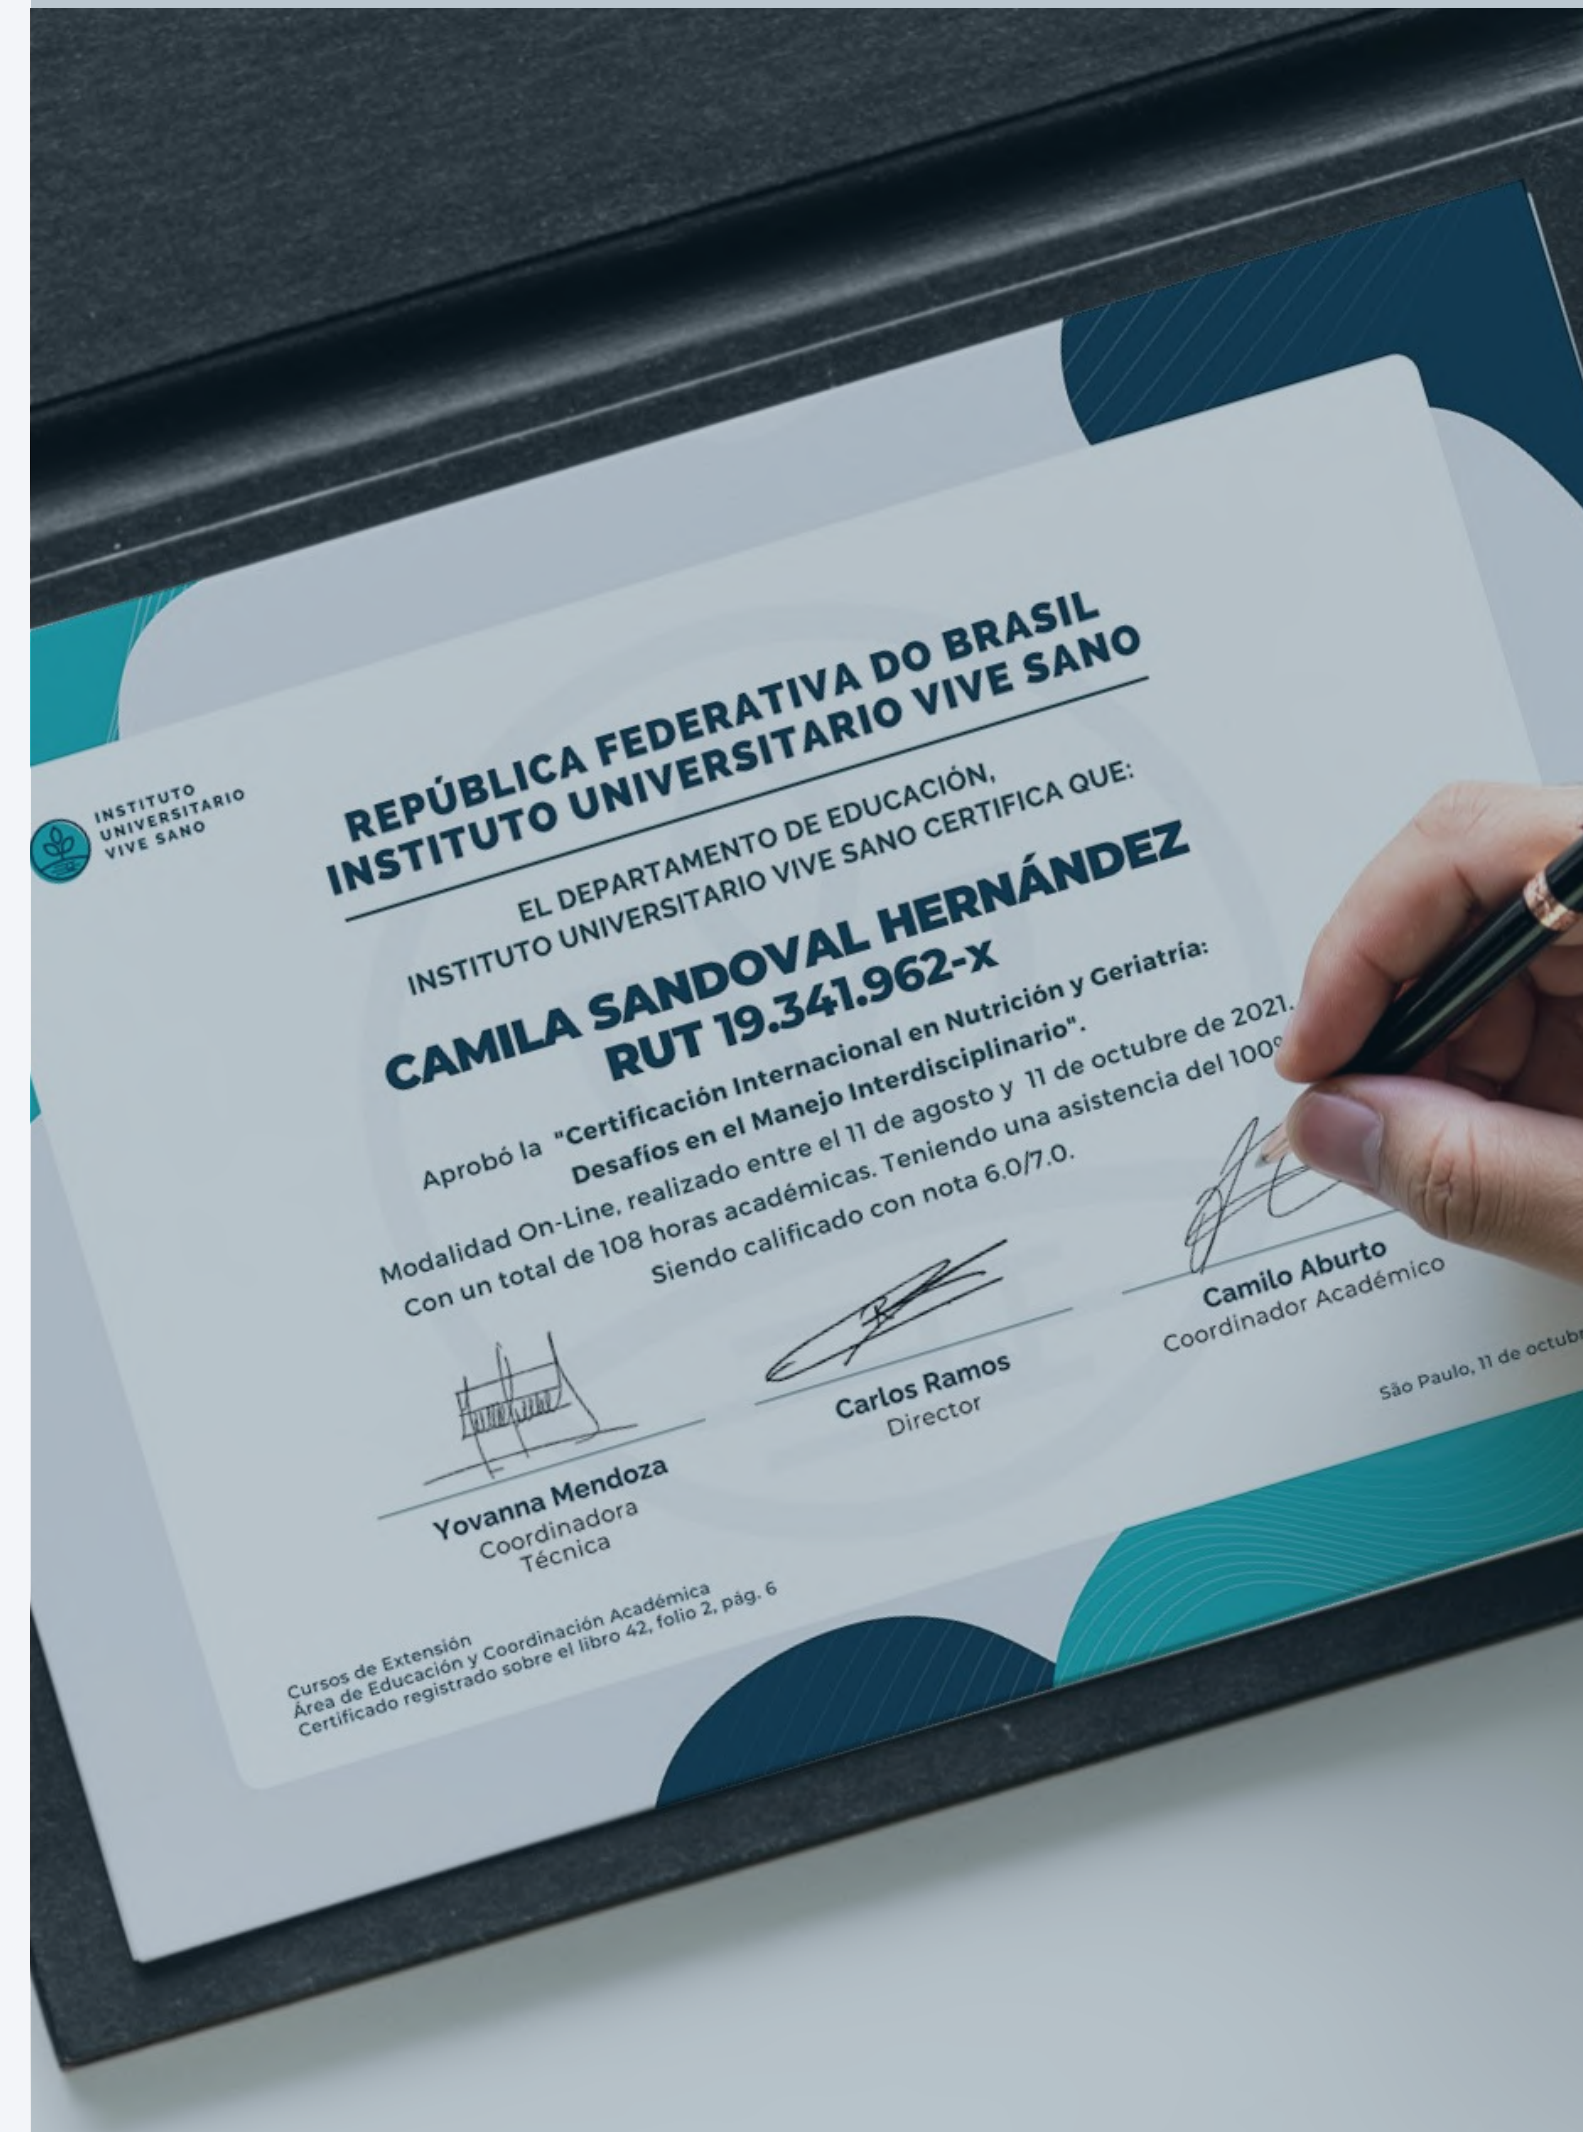 INSTITUTO
UNIVERSITARIO
VIVE SANO
REPÚBLICA FEDERATIVA DO BRASIL
INSTITUTO UNIVERSITARIO VIVE SANO
EL DEPARTAMENTO DE EDUCACIÓN,
INSTITUTO UNIVERSITARIO VIVE SANO CERTIFICA QUE:
CAMILA SANDOVAL HERNÁNDEZ
RUT 19.341.962-X
Aprobó la "Certificación Internacional en Nutrición y Geriatría:
Desafíos en el Manejo Interdisciplinario".
Modalidad On-Line, realizado entre el 11 de agosto y 11 de octubre de 2021.
Con un total de 108 horas académicas. Teniendo una asistencia del 100
Siendo calificado con nota 6.0/7.0.
Yovanna Mendoza
Coordinadora
Técnica
Carlos Ramos
Director
Camilo Aburto
Coordinador Académico
São Paulo, 11 de octubr
Cursos de Extensión
Área de Educación y Coordinación Académica
Certificado registrado sobre el libro 42, folio 2, pág. 6